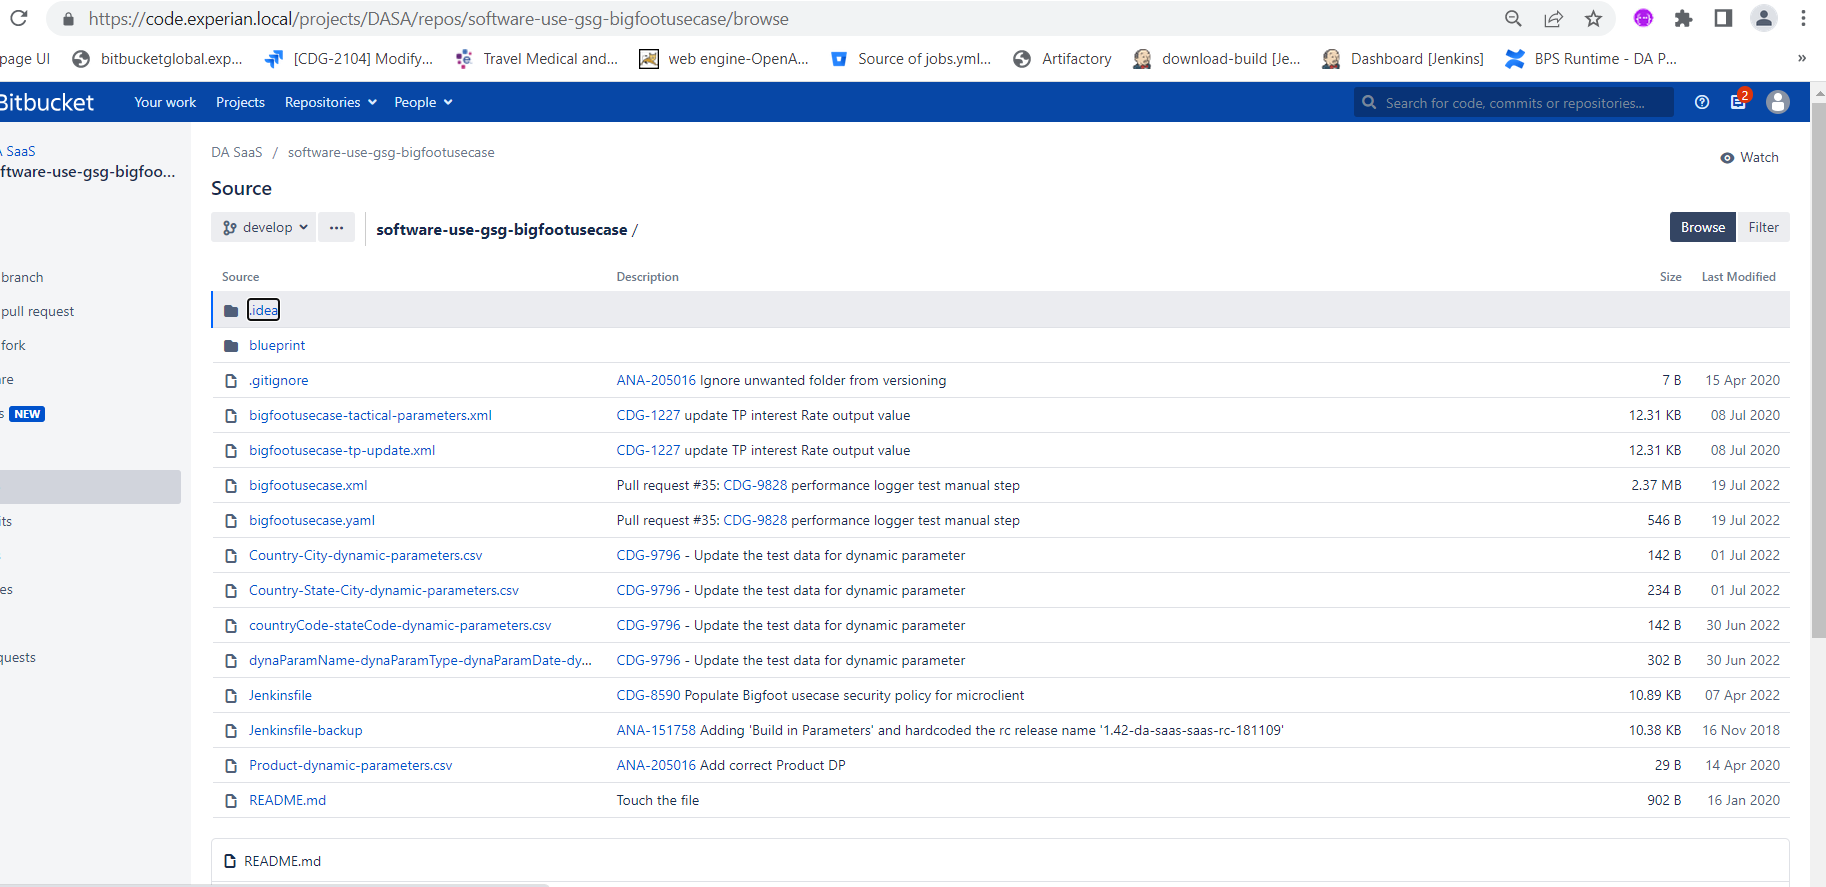 https://code.experian.local/projects/DASA/repos/software-use-gsg-bigfootusecase/browse
page UI bitbucketglobal.exp... [CDG-2104] Modify... Travel Medical and... web engine-OpenA... Source of jobs.yml... Artifactory download-build [Je... Dashboard [Jenkins] BPS Runtime - DA P... »
Bitbucket Your work Projects Repositories People Search for code, commits or repositories... 2
SaaS
ftware-use-gsg-bigfoo...
DA SaaS / software-use-gsg-bigfootusecase
Watch
Source
develop ... software-use-gsg-bigfootusecase / Browse Filter
branch
pull request
fork
re
s NEW
its
es
quests
Source Description Size Last Modified
.idea
blueprint
.gitignore ANA-205016 Ignore unwanted folder from versioning 7 B 15 Apr 2020
bigfootusecase-tactical-parameters.xml CDG-1227 update TP interest Rate output value 12.31 KB 08 Jul 2020
bigfootusecase-tp-update.xml CDG-1227 update TP interest Rate output value 12.31 KB 08 Jul 2020
bigfootusecase.xml Pull request #35: CDG-9828 performance logger test manual step 2.37 MB 19 Jul 2022
bigfootusecase.yaml Pull request #35: CDG-9828 performance logger test manual step 546 B 19 Jul 2022
Country-City-dynamic-parameters.csv CDG-9796 - Update the test data for dynamic parameter 142 B 01 Jul 2022
Country-State-City-dynamic-parameters.csv CDG-9796 - Update the test data for dynamic parameter 234 B 01 Jul 2022
countryCode-stateCode-dynamic-parameters.csv CDG-9796 - Update the test data for dynamic parameter 142 B 30 Jun 2022
dynaParamName-dynaParamType-dynaParamDate-dy... CDG-9796 - Update the test data for dynamic parameter 302 B 30 Jun 2022
Jenkinsfile CDG-8590 Populate Bigfoot usecase security policy for microclient 10.89 KB 07 Apr 2022
Jenkinsfile-backup ANA-151758 Adding 'Build in Parameters' and hardcoded the rc release name '1.42-da-saas-saas-rc-181109' 10.38 KB 16 Nov 2018
Product-dynamic-parameters.csv ANA-205016 Add correct Product DP 29 B 14 Apr 2020
README.md Touch the file 902 B 16 Jan 2020
README.md